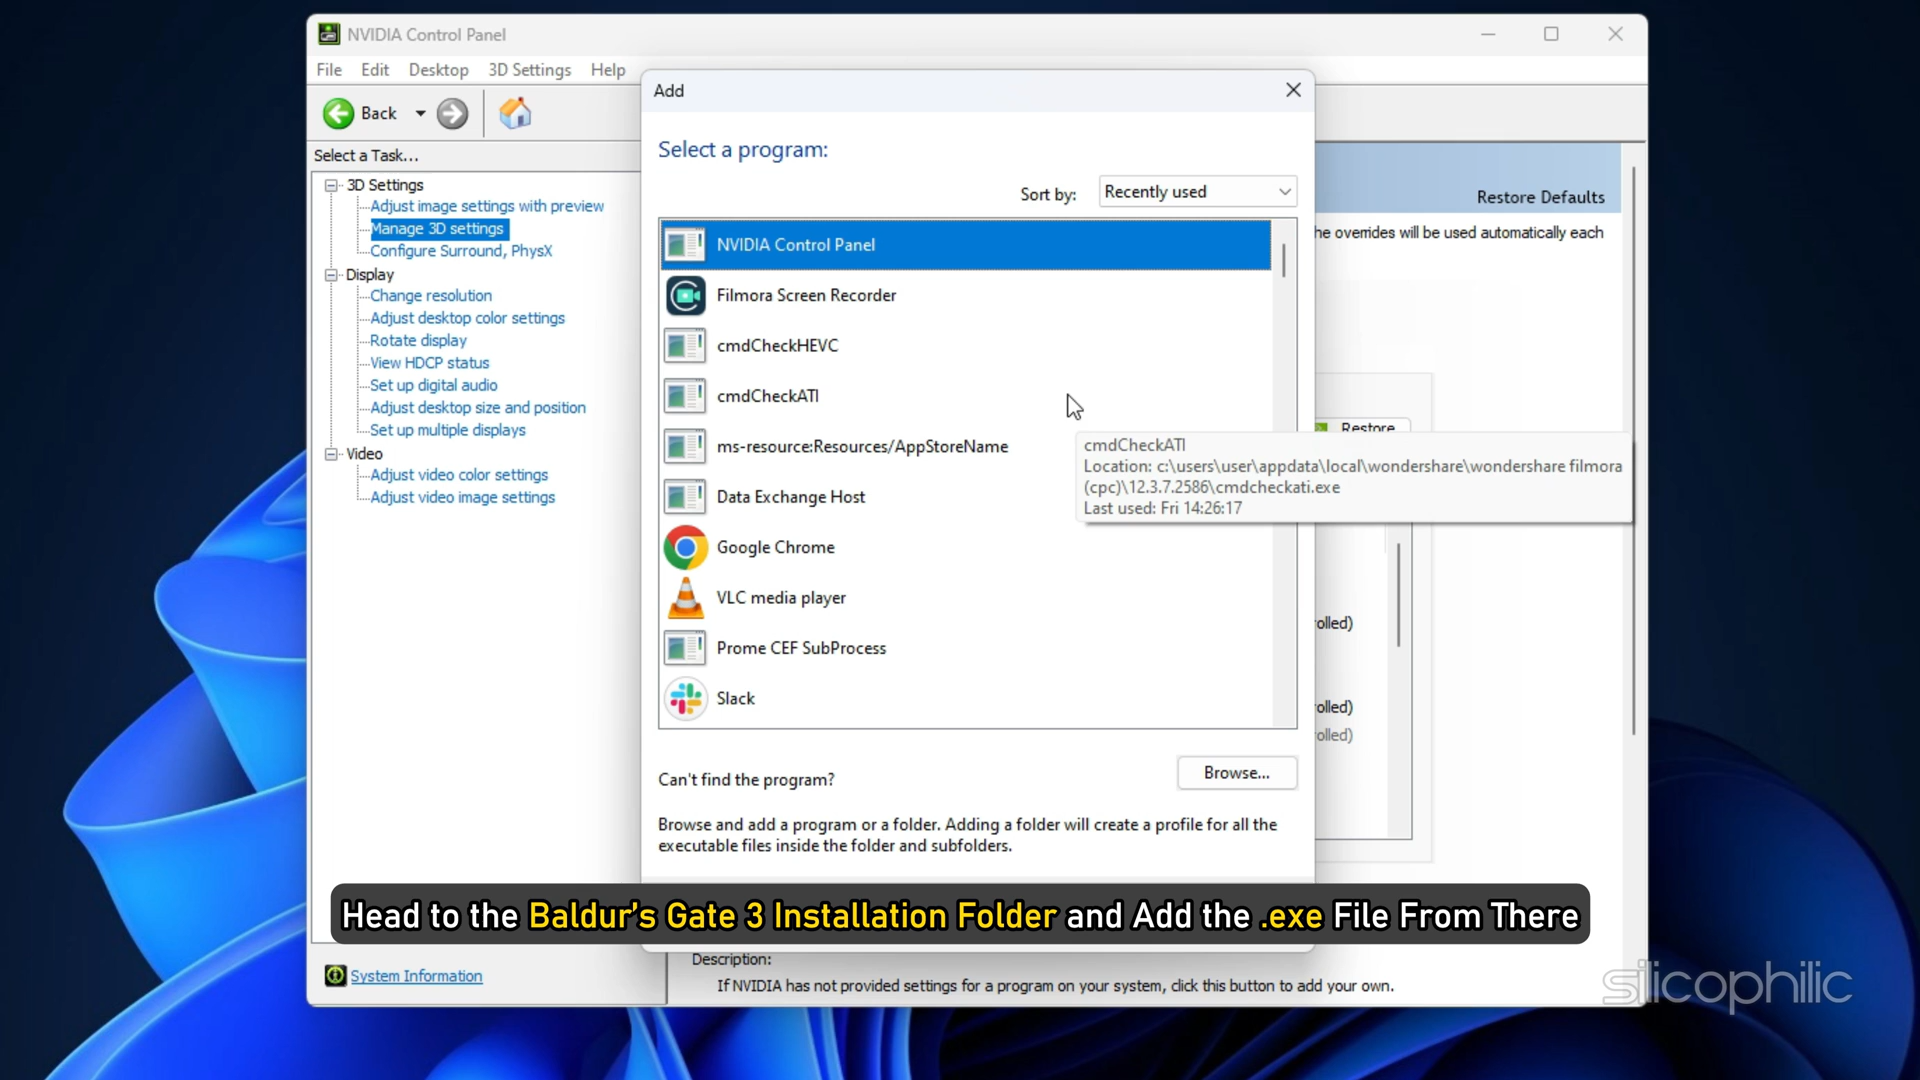 NVIDIA Control Panel
File Edit Desktop 3D Settings Help
Back
Select a Task...
3D Settings
Adjust image settings with preview
Manage 3D settings
Configure Surround, PhysX
Display
Change resolution
Adjust desktop color settings
Rotate display
View HDCP status
Set up digital audio
Adjust desktop size and position
Set up multiple displays
Video
Adjust video color settings
Adjust video image settings
System Information
Add
Select a program:
Sort by: Recently used
NVIDIA Control Panel
Filmora Screen Recorder
cmdCheckHEVC
cmdCheckATI
ms-resource:Resources/AppStoreName
Data Exchange Host
Google Chrome
VLC media player
Prome CEF SubProcess
Slack
Can't find the program?
Browse...
Browse and add a program or a folder. Adding a folder will create a profile for all the
executable files inside the folder and subfolders.
Restore Defaults
he overrides will be used automatically each
Restore
cmdCheckATI
Location: c:\users\user\appdata\local\wondershare\wondershare filmora
(cpc)\12.3.7.2586\cmdcheckati.exe
Last used: Fri 14:26:17
rolled)
rolled)
rolled)
Head to the Baldur's Gate 3 Installation Folder and Add the .exe File From There
Description:
If NVIDIA has not provided settings for a program on your system, click this button to add your own.
silicophilic